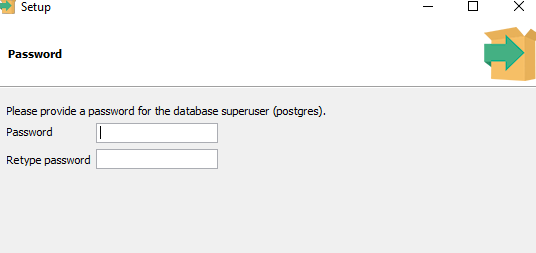 Setup
Password
Please provide a password for the database superuser (postgres).
Password
Retype password